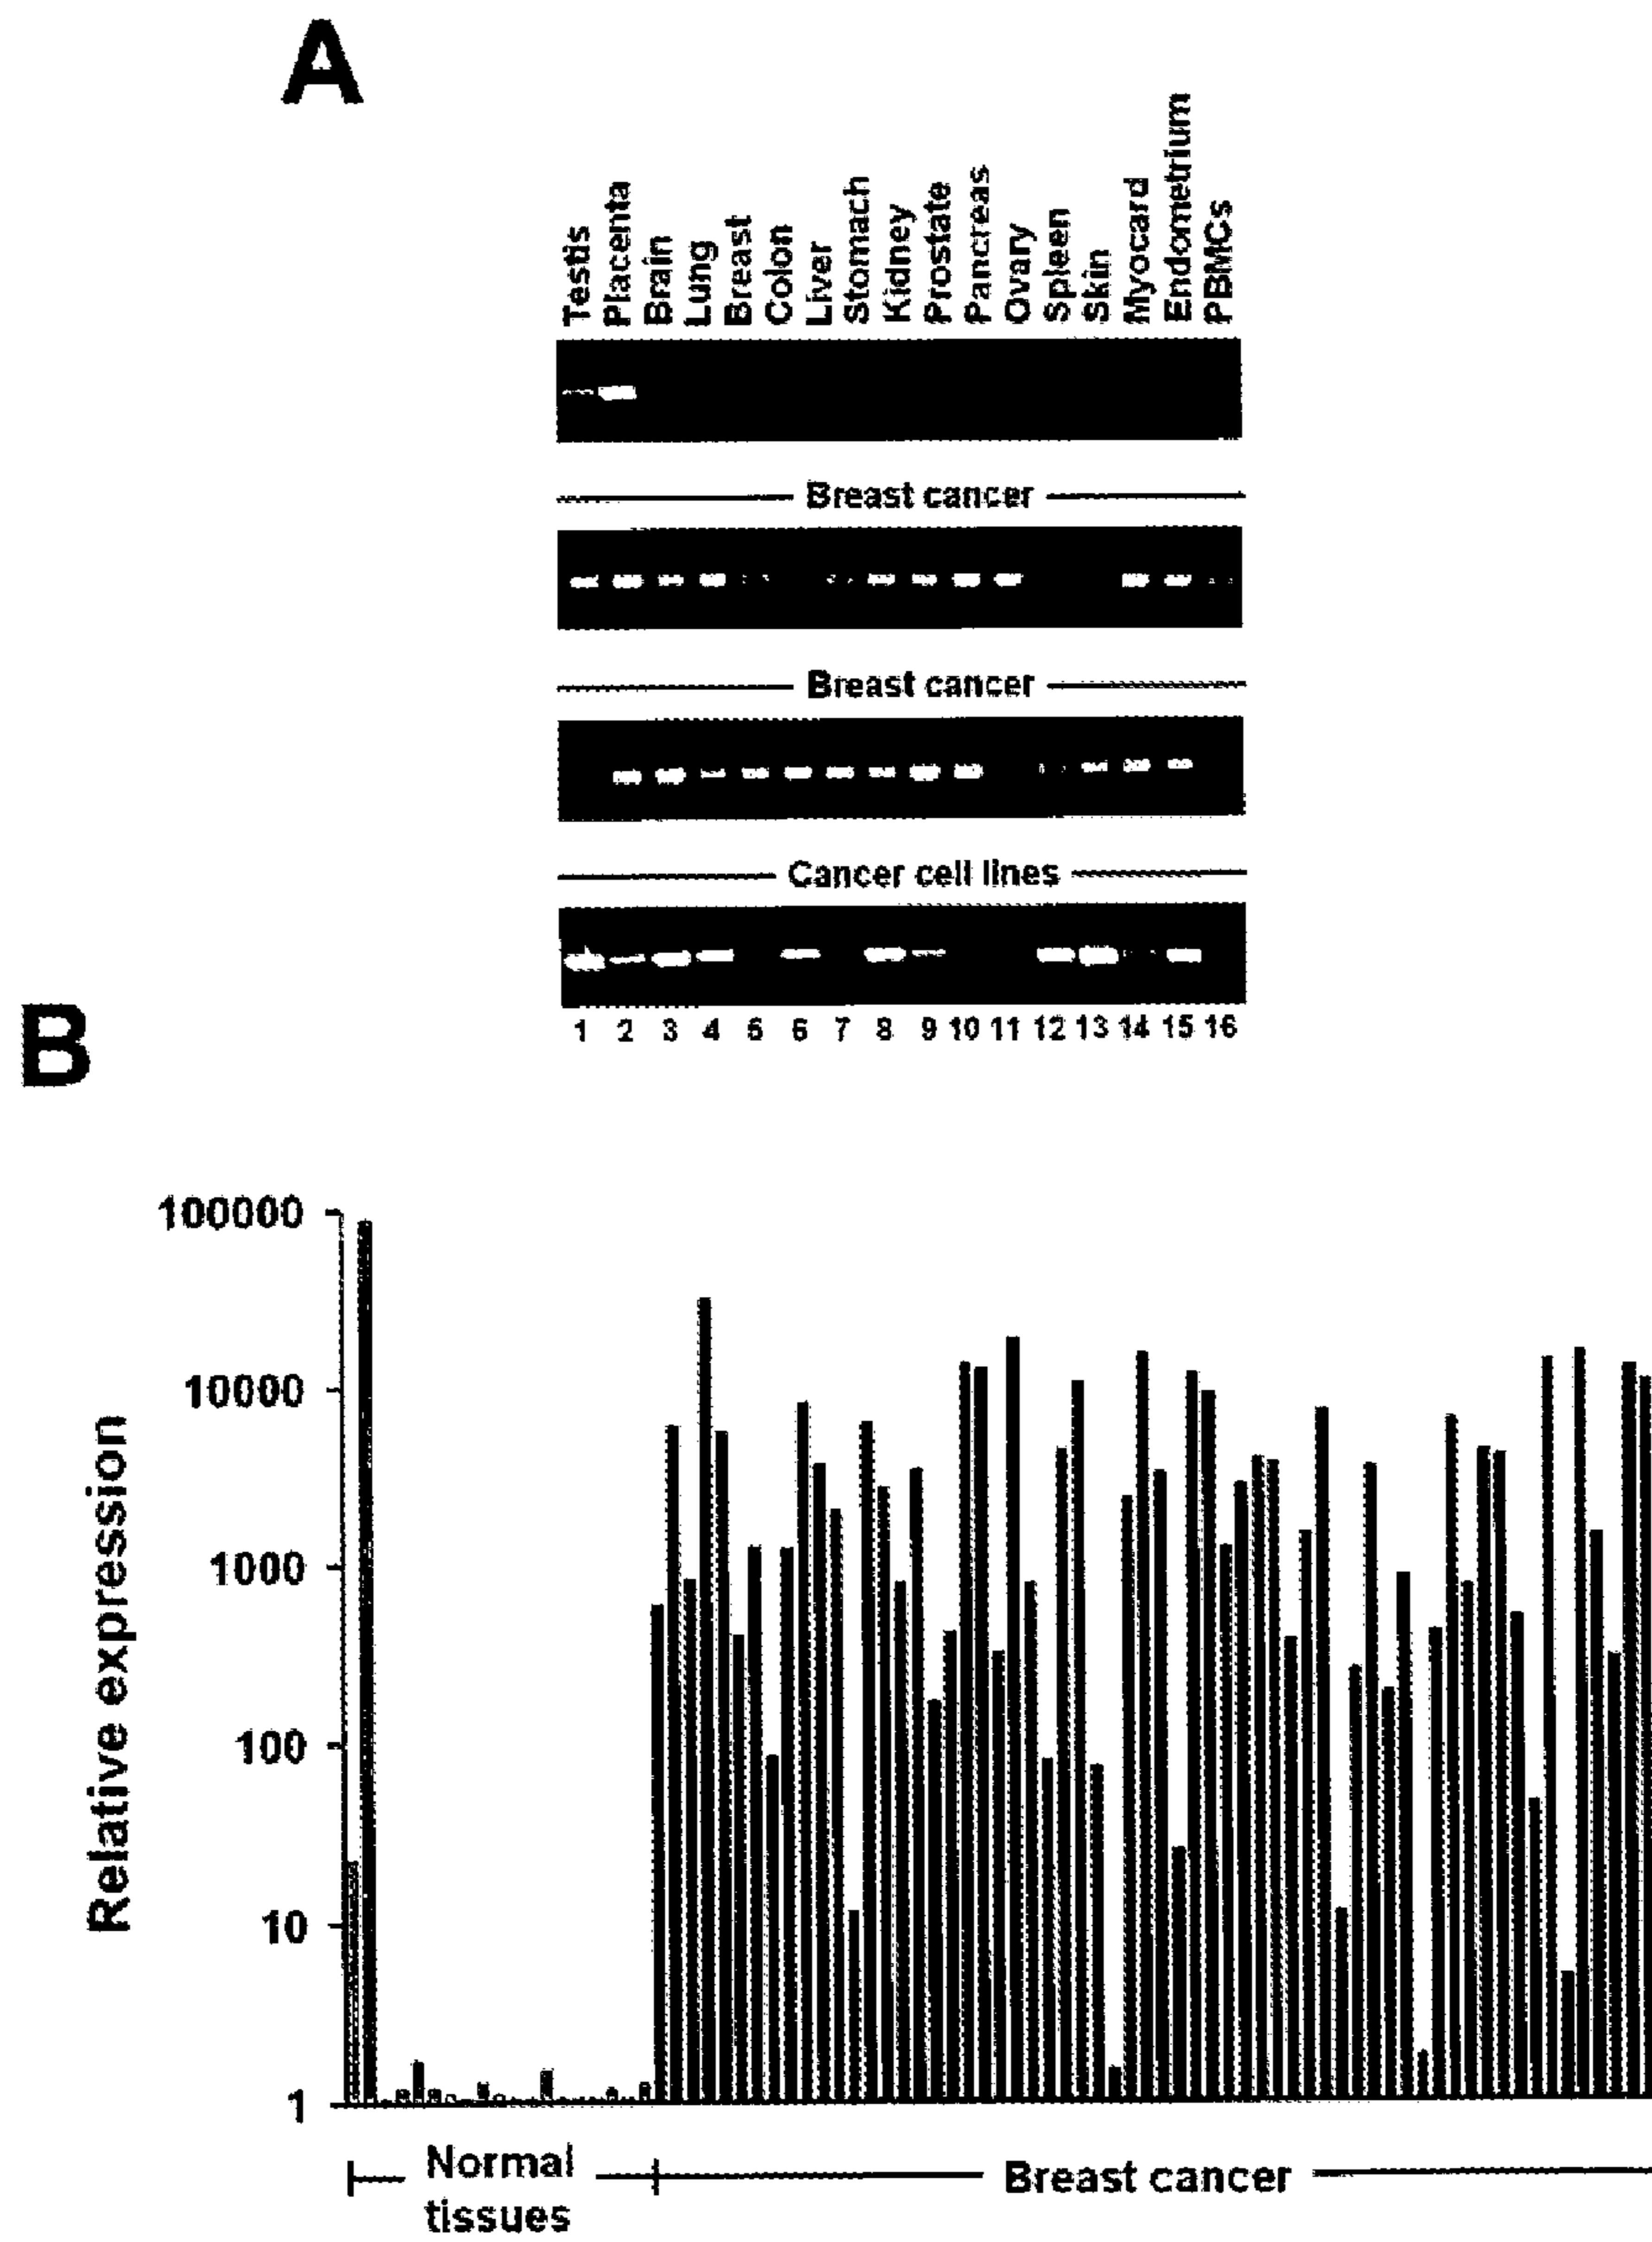 A
Testis
Placenta
Brain
Lung
Breast
Colon
Liver
Stomach
Kidney
Prostate
Pancreas
Ovary
Spleen
Skin
Myocard
Endometrium
PBMCs
Breast cancer
Breast cancer
Cancer cell lines
1 2 3 4 5 6 7 8 9 10 11 12 13 14 15 16
B
Relative expression
100000
10000
1000
100
10
1
Normal
tissues
Breast cancer